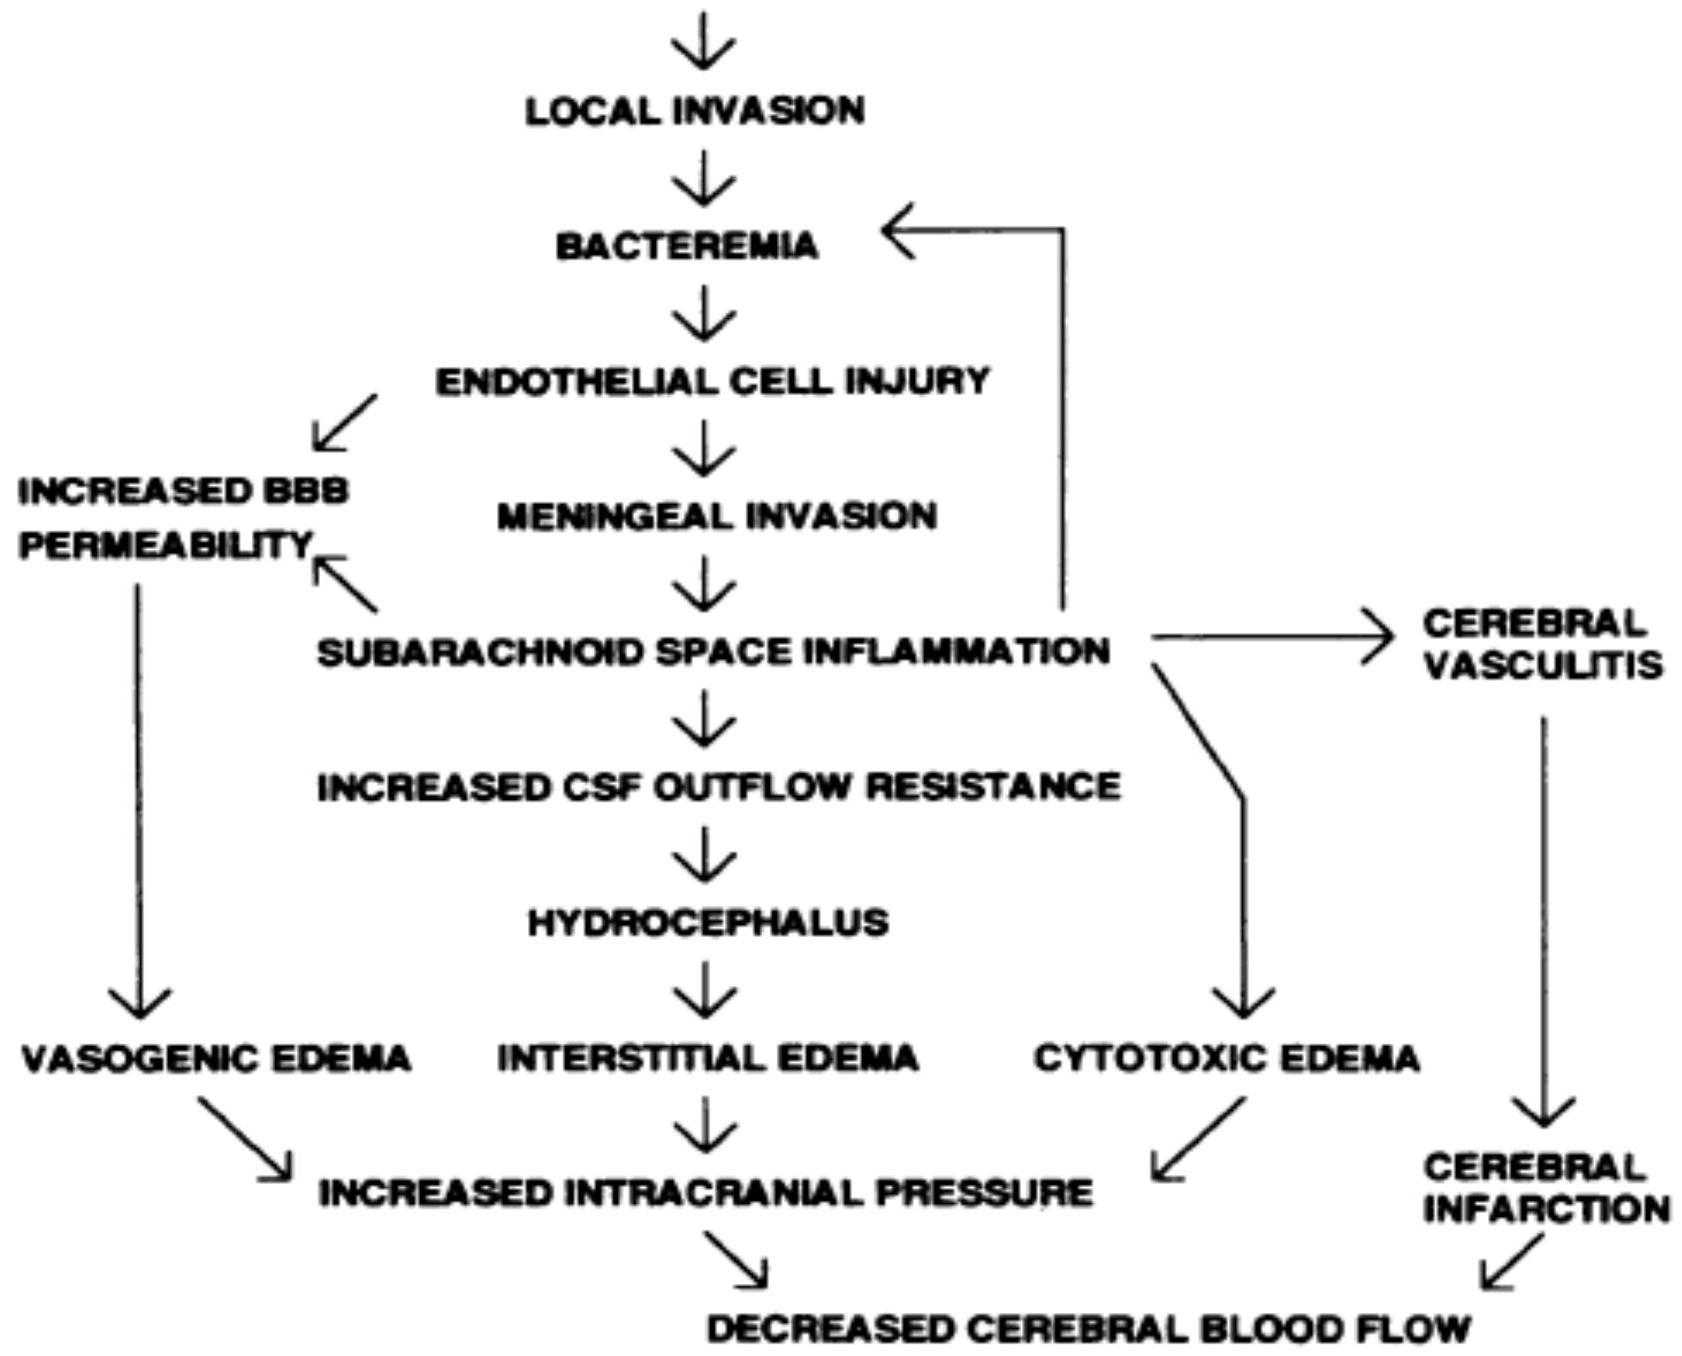 LOCAL INVASION
BACTEREMIA
ENDOTHELIAL CELL INJURY
INCREASED BBB
PERMEABILITY
MENINGEAL INVASION
SUBARACHNOID SPACE INFLAMMATION
CEREBRAL
VASCULITIS
INCREASED CSF OUTFLOW RESISTANCE
HYDROCEPHALUS
VASOGENIC EDEMA
INTERSTITIAL EDEMA
CYTOTOXIC EDEMA
INCREASED INTRACRANIAL PRESSURE
CEREBRAL
INFARCTION
DECREASED CEREBRAL BLOOD FLOW